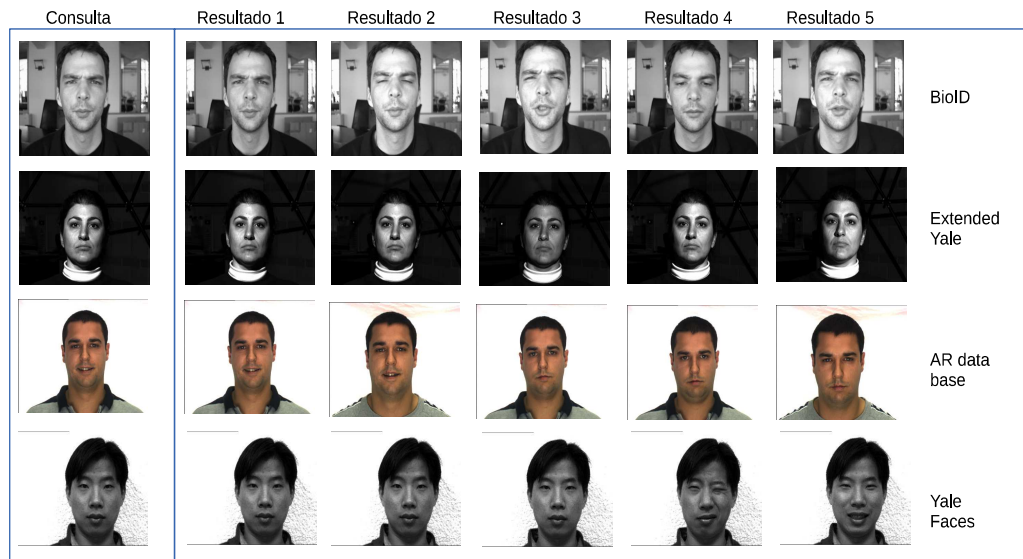 Consulta
Resultado 1
Resultado 2
Resultado 3
Resultado 4
Resultado 5
BioID
Extended
Yale
AR data
base
Yale
Faces